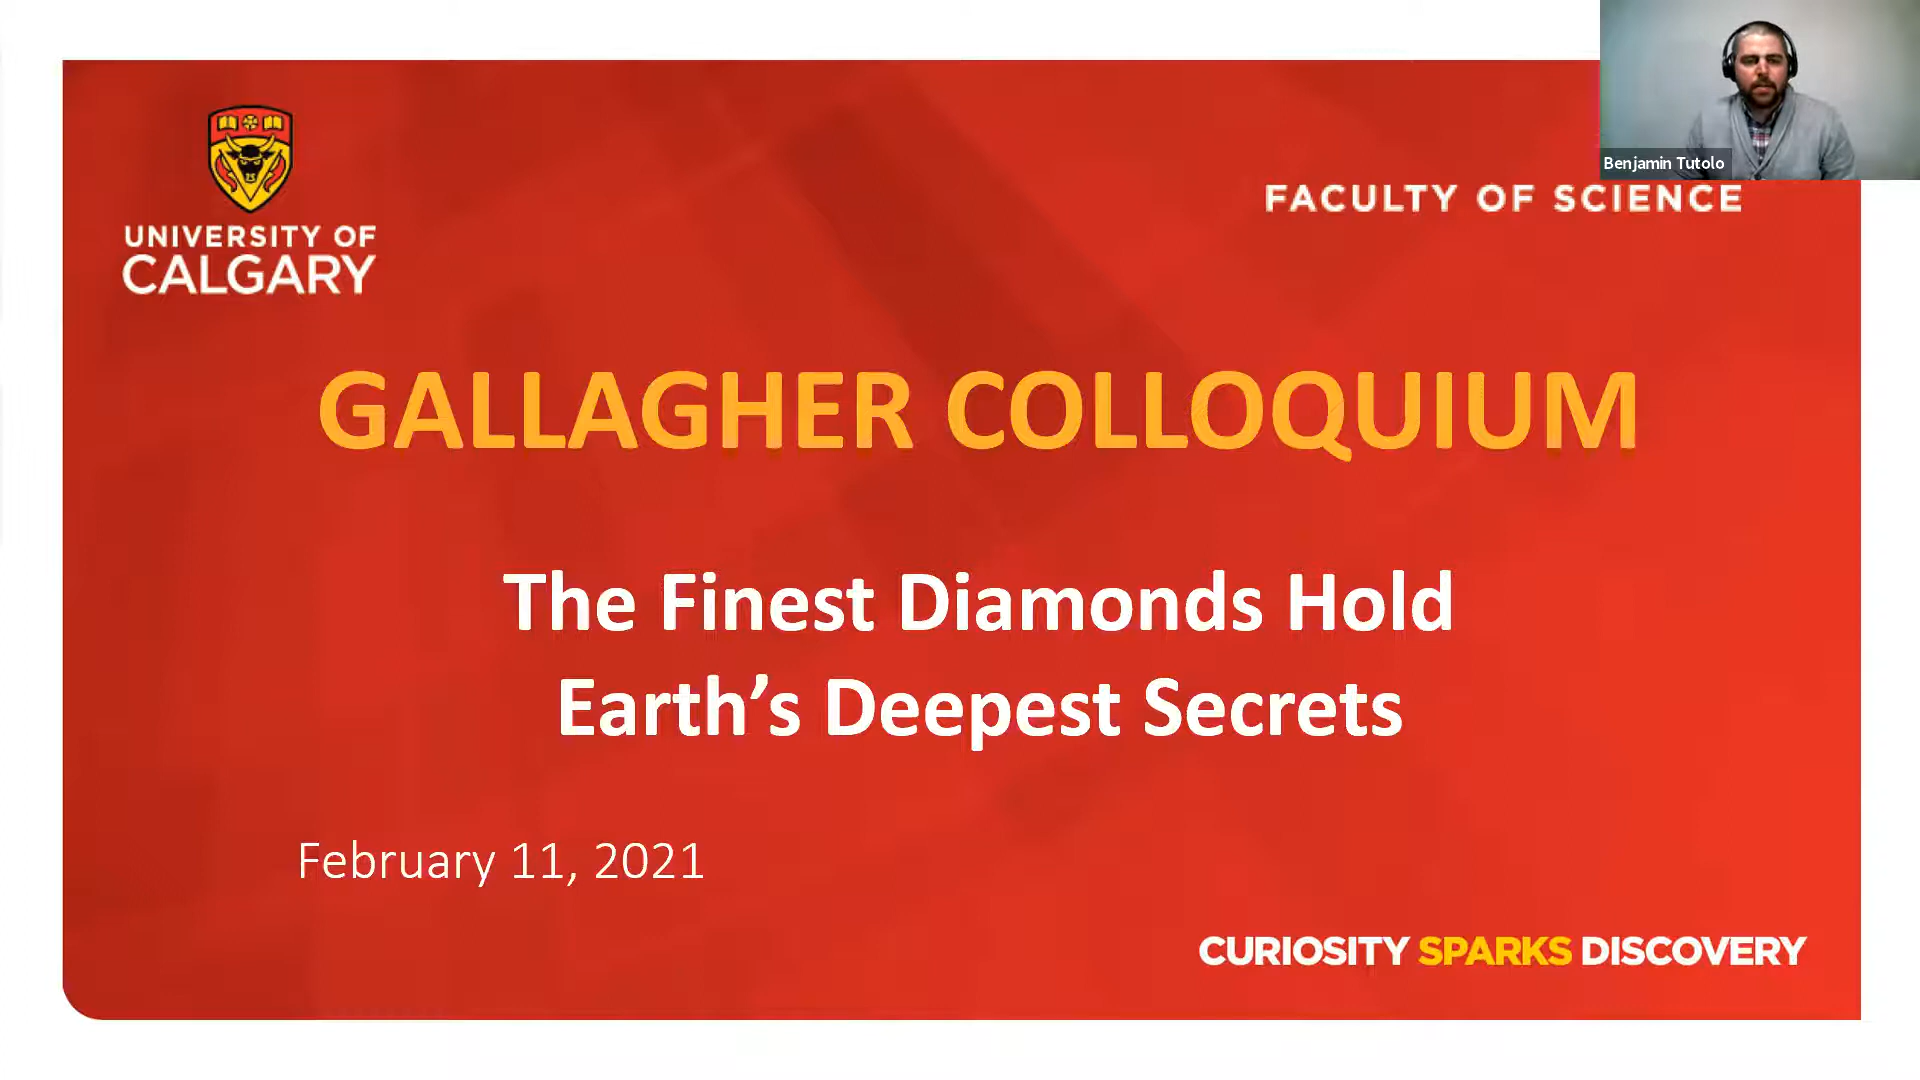 Benjamin Tutolo
UNIVERSITY OF
CALGARY
FACULTY OF SCIENCE
GALLAGHER COLLOQUIUM
The Finest Diamonds Hold
Earth’s Deepest Secrets
February 11, 2021
CURIOSITY SPARKS DISCOVERY